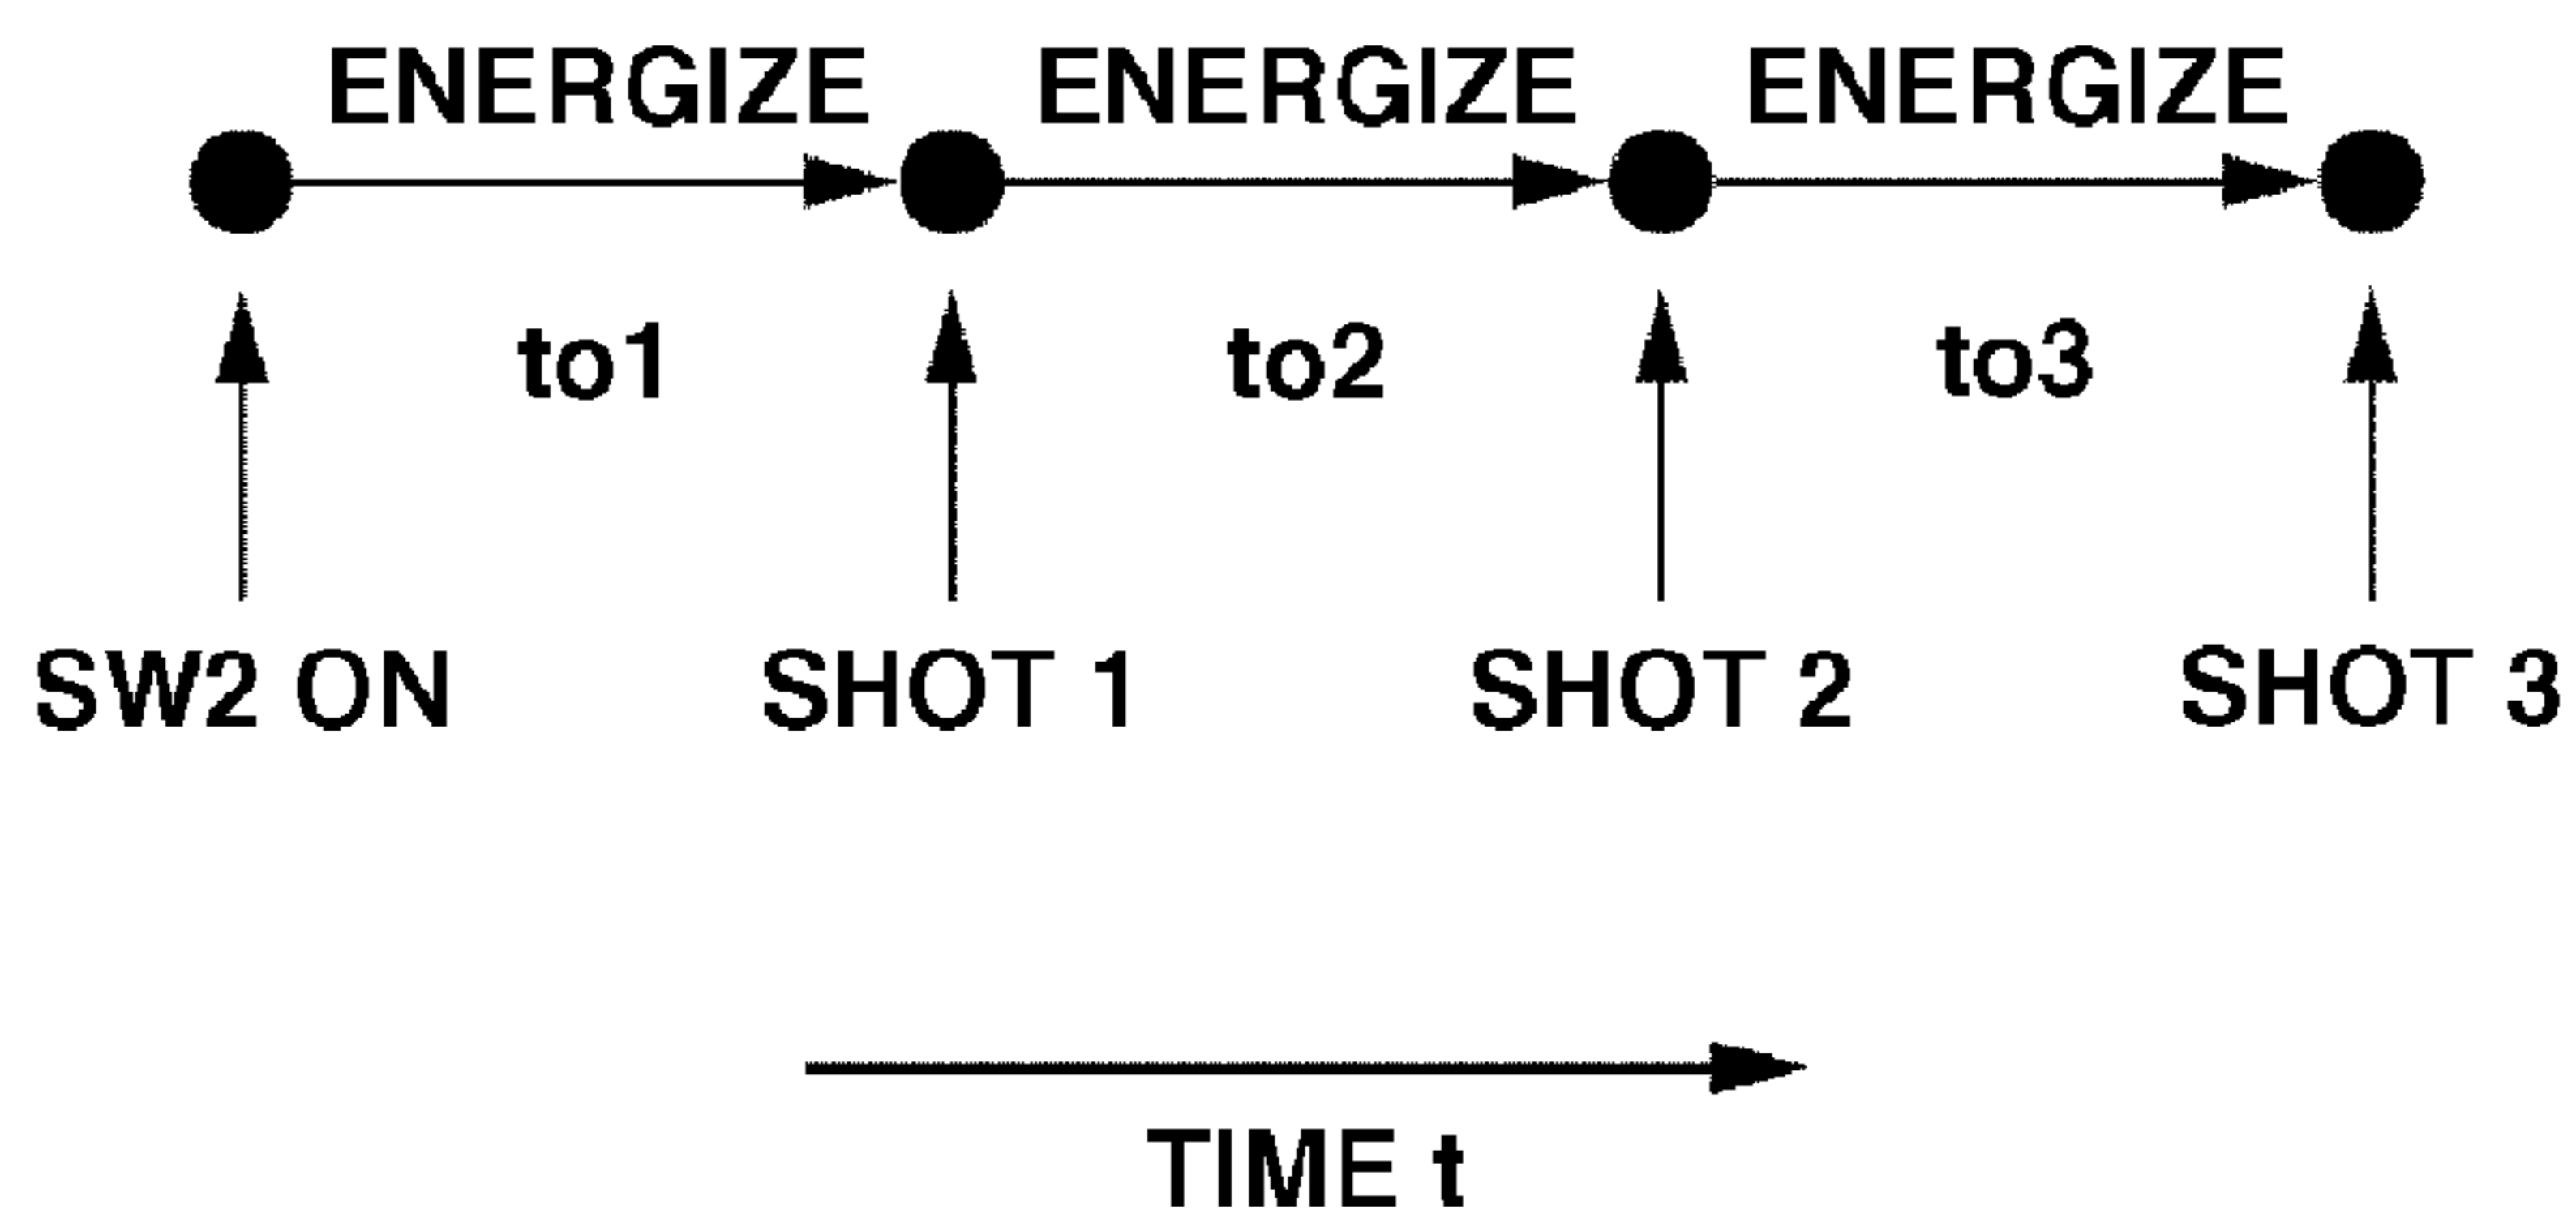 ENERGIZE ENERGIZE ENERGIZE
to1 to2 to3
SW2 ON SHOT 1 SHOT 2 SHOT 3
TIME t